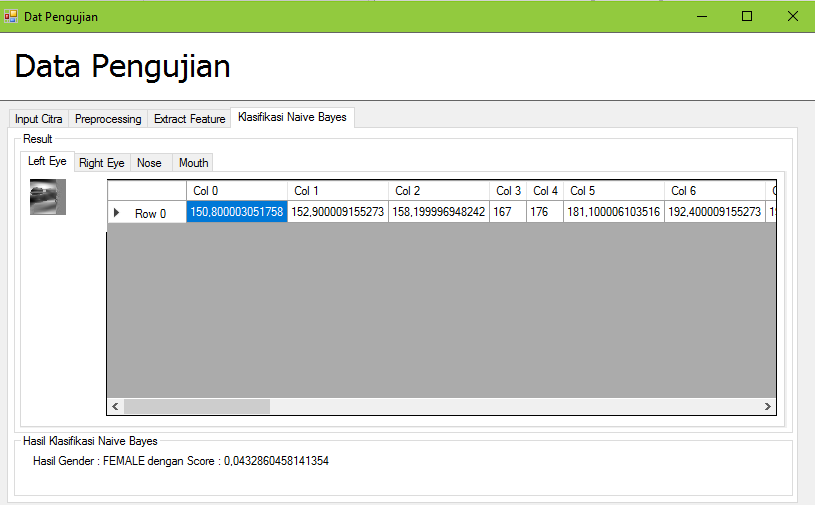 Dat Pengujian
Data Pengujian
Input Citra Preprocessing Extract Feature Klasifikasi Naive Bayes
Result
Left Eye Right Eye Nose Mouth
Col 0 Col 1 Col 2 Col 3 Col 4 Col 5 Col 6
Row 0 150,800003051758 152,900009155273 158,199996948242 167 176 181,100006103516 192,400009155273
Hasil Klasifikasi Naive Bayes
Hasil Gender : FEMALE dengan Score : 0,0432860458141354